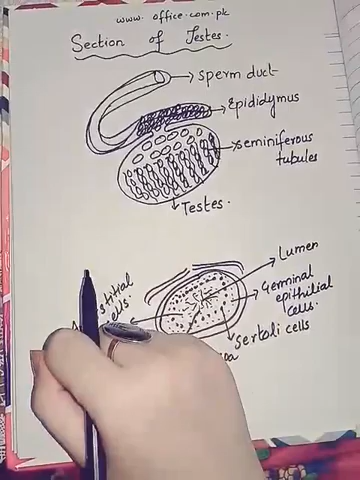 www.office.com.pk
Section of Testes.
sperm duct
Epididymus
seminiferous
tubules
Testes.
Lumen
Germinal
epithilial
cells.
sertoli cells
cells.